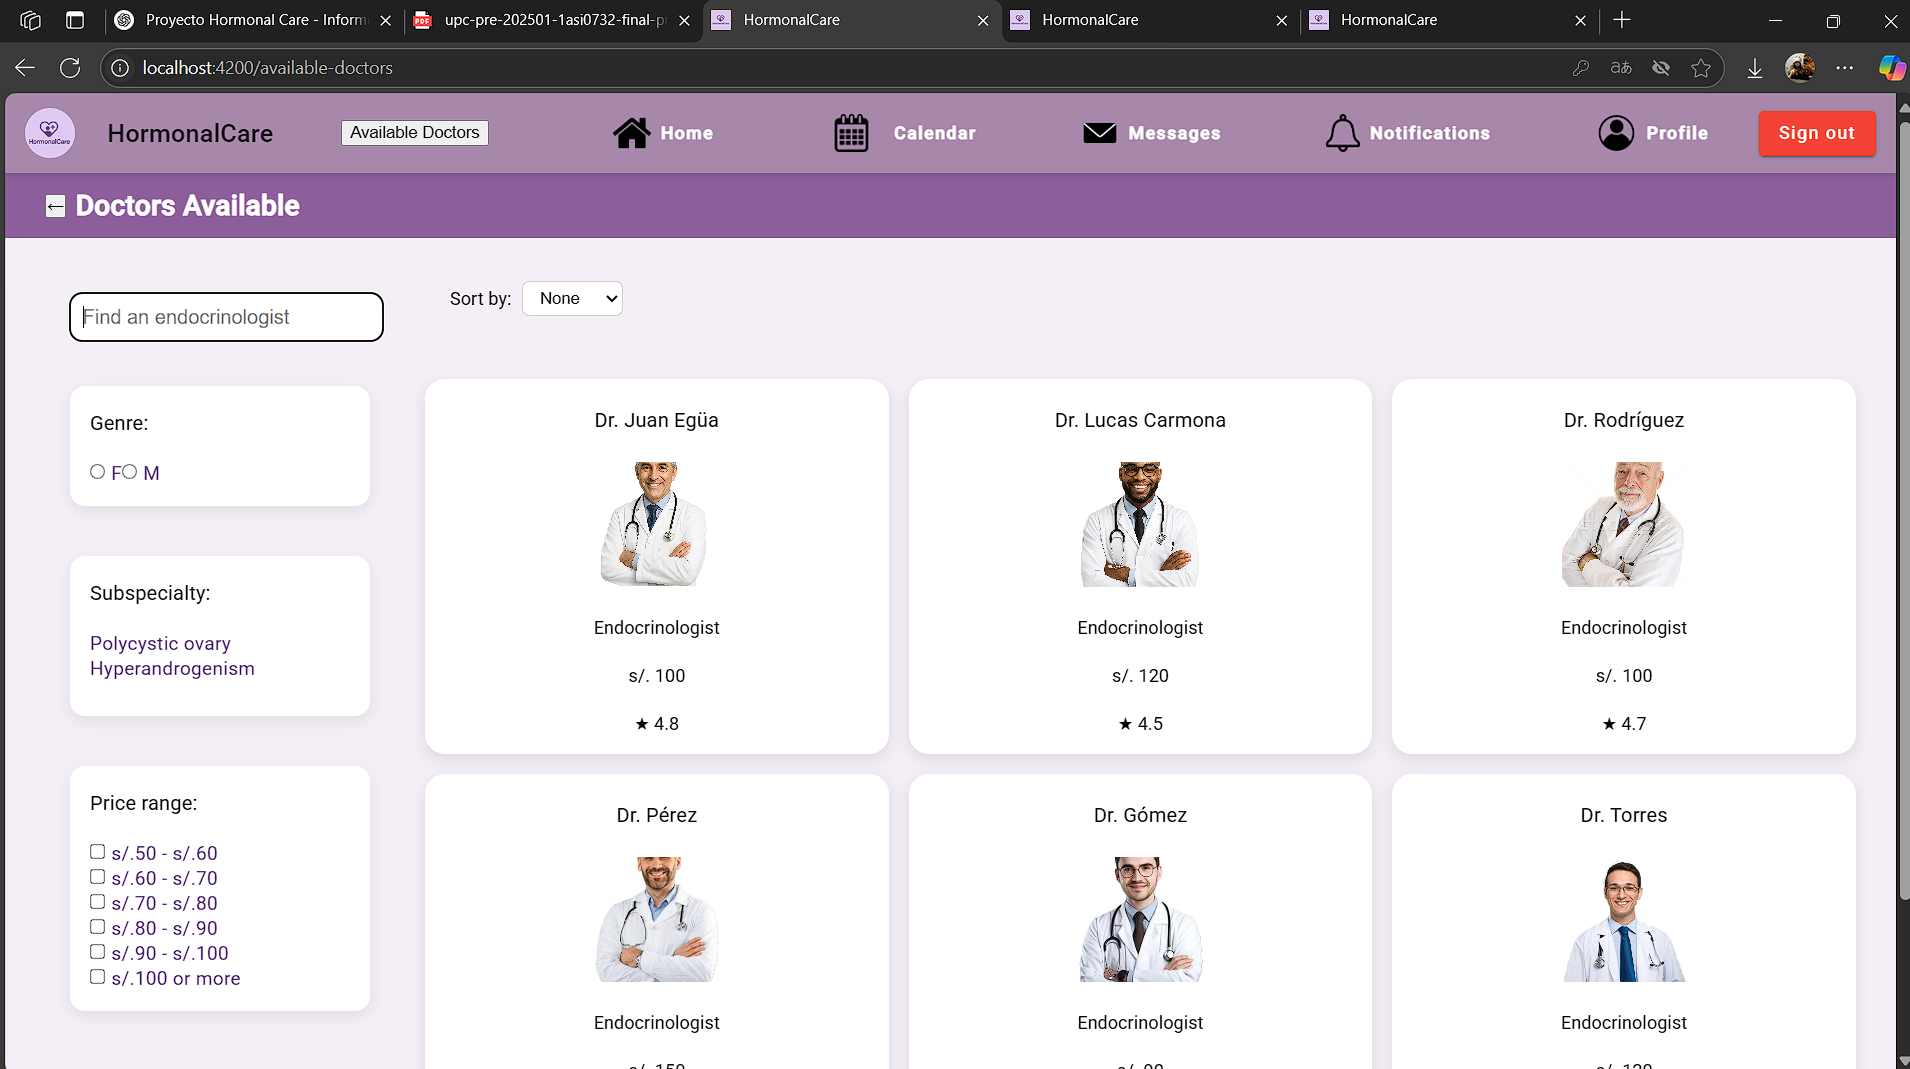 Proyecto Hormonal Care - Inform
upc-pre-202501-1asi0732-final-pr
HormonalCare
HormonalCare
HormonalCare
localhost:4200/available-doctors
HormonalCare
HormonalCare
Available Doctors
Home
Calendar
Messages
Notifications
Profile
Sign out
← Doctors Available
Find an endocrinologist
Sort by: None
Genre:
F M
Subspecialty:
Polycystic ovary
Hyperandrogenism
Price range:
s/.50 - s/.60
s/.60 - s/.70
s/.70 - s/.80
s/.80 - s/.90
s/.90 - s/.100
s/.100 or more
Dr. Juan Egüa
Endocrinologist
s/. 100
★ 4.8
Dr. Lucas Carmona
Endocrinologist
s/. 120
★ 4.5
Dr. Rodríguez
Endocrinologist
s/. 100
★ 4.7
Dr. Pérez
Endocrinologist
s/. 150
Dr. Gómez
Endocrinologist
s/. 90
Dr. Torres
Endocrinologist
s/. 130